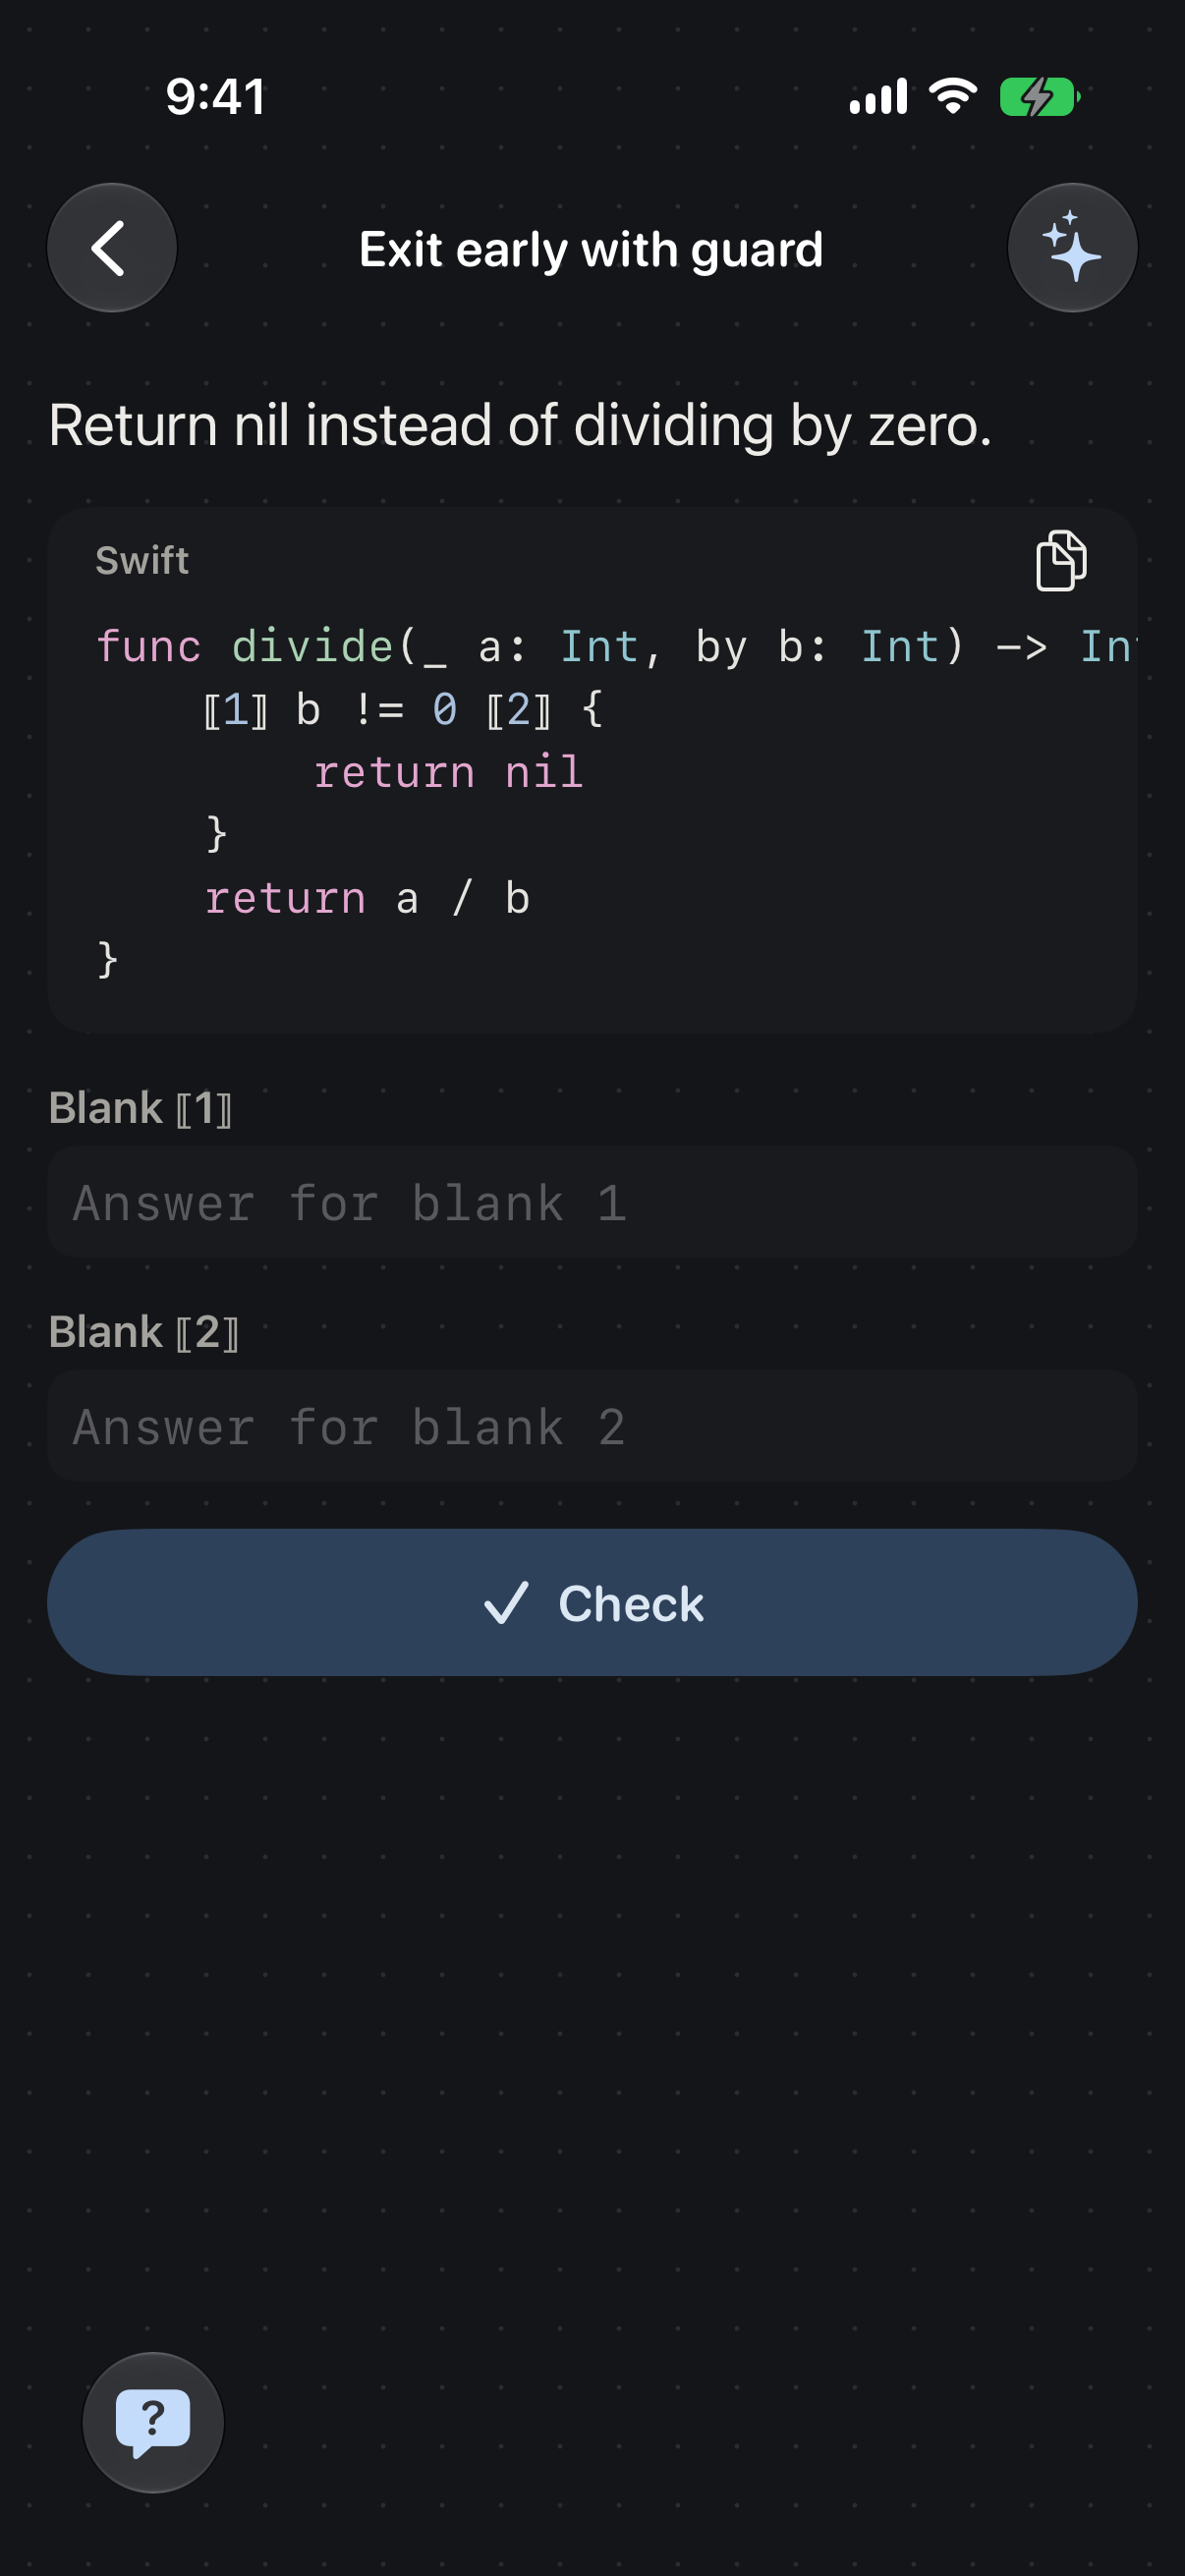 9:41
Exit early with guard
Return nil instead of dividing by zero.
Swift
func divide(_ a: Int, by b: Int) -> In
    ⟦1⟧ b != 0 ⟦2⟧ {
        return nil
    }
    return a / b
}
Blank ⟦1⟧
Answer for blank 1
Blank ⟦2⟧
Answer for blank 2
Check
?